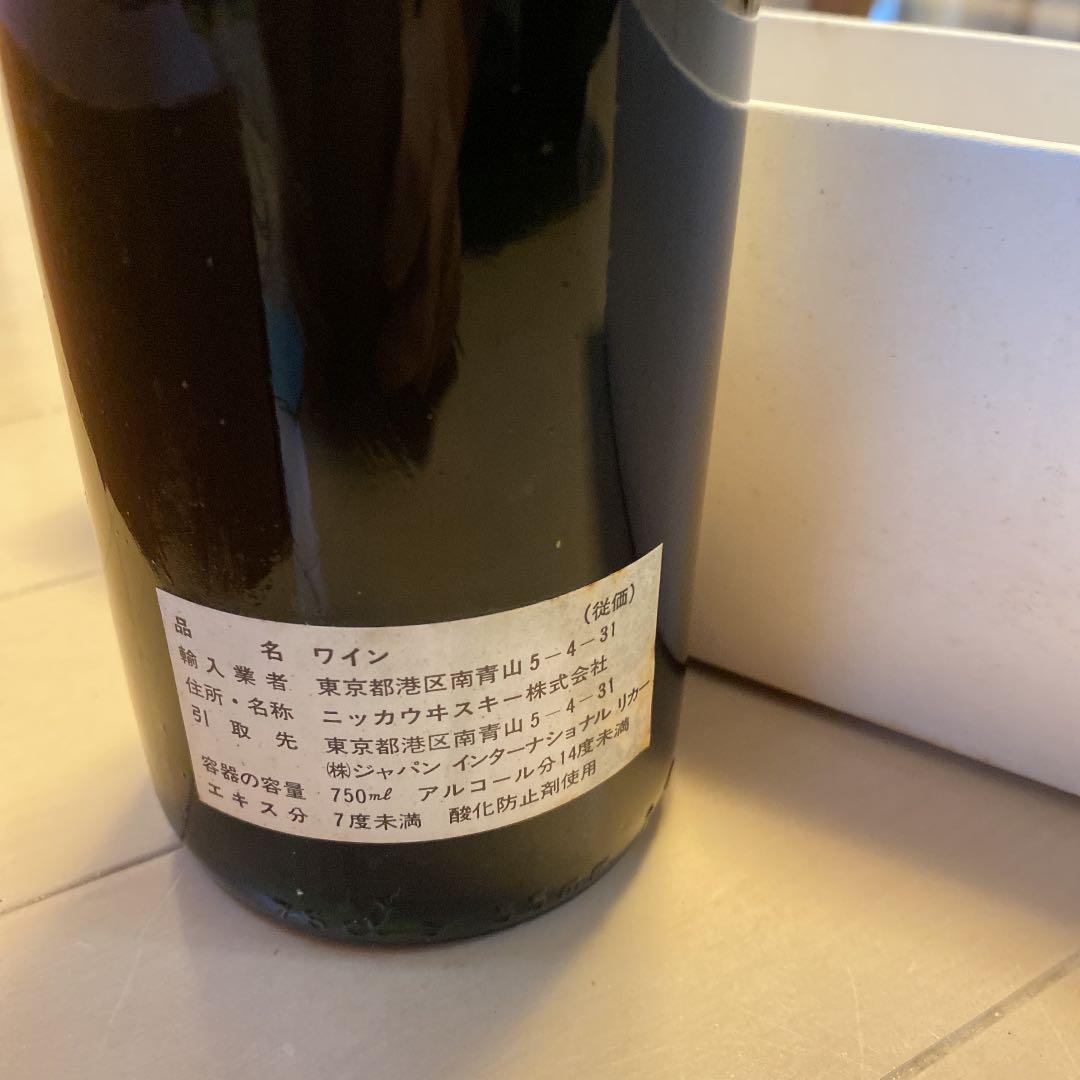 (従価)
品名 ワイン
輸入業者 東京都港区南青山5-4-31
住所・名称 ニッカウヰスキー株式会社
引取先 東京都港区南青山5-4-31
(株)ジャパン インターナショナル リカー
容器の容量 750ml アルコール分14度未満
エキス分 7度未満 酸化防止剤使用